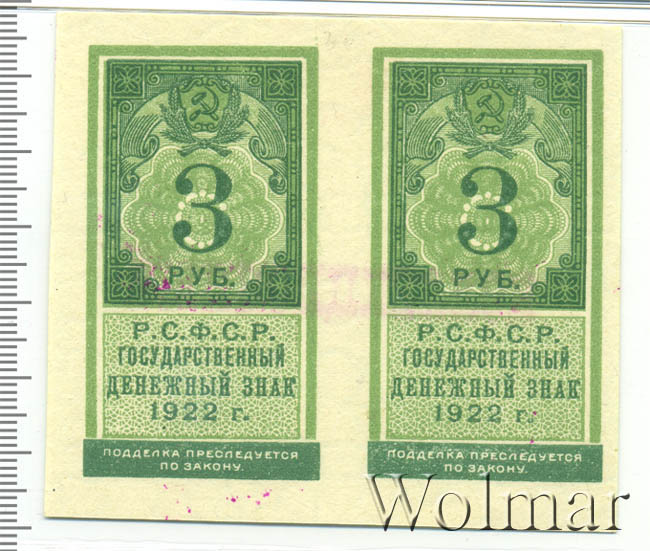 3
РУБ.
Р.С.Ф.С.Р.
ГОСУДАРСТВЕННЫЙ
ДЕНЕЖНЫЙ ЗНАК
1922 г.
ПОДДЕЛКА ПРЕСЛЕДУЕТСЯ
ПО ЗАКОНУ.
3
РУБ.
Р.С.Ф.С.Р.
ГОСУДАРСТВЕННЫЙ
ДЕНЕЖНЫЙ ЗНАК
1922 г.
ПОДДЕЛКА ПРЕСЛЕДУЕТСЯ
ПО ЗАКОНУ.
Wolmar